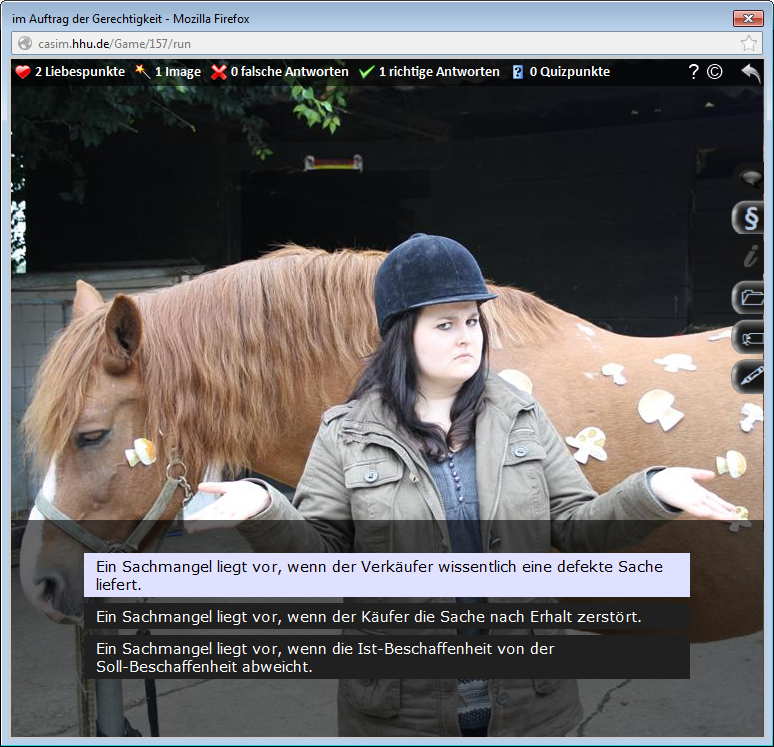 im Auftrag der Gerechtigkeit - Mozilla Firefox
casim.hhu.de/Game/157/run
2 Liebespunkte 1 Image 0 falsche Antworten 1 richtige Antworten 0 Quizpunkte ? ©
§
i
Ein Sachmangel liegt vor, wenn der Verkäufer wissentlich eine defekte Sache
liefert.
Ein Sachmangel liegt vor, wenn der Käufer die Sache nach Erhalt zerstört.
Ein Sachmangel liegt vor, wenn die Ist-Beschaffenheit von der
Soll-Beschaffenheit abweicht.